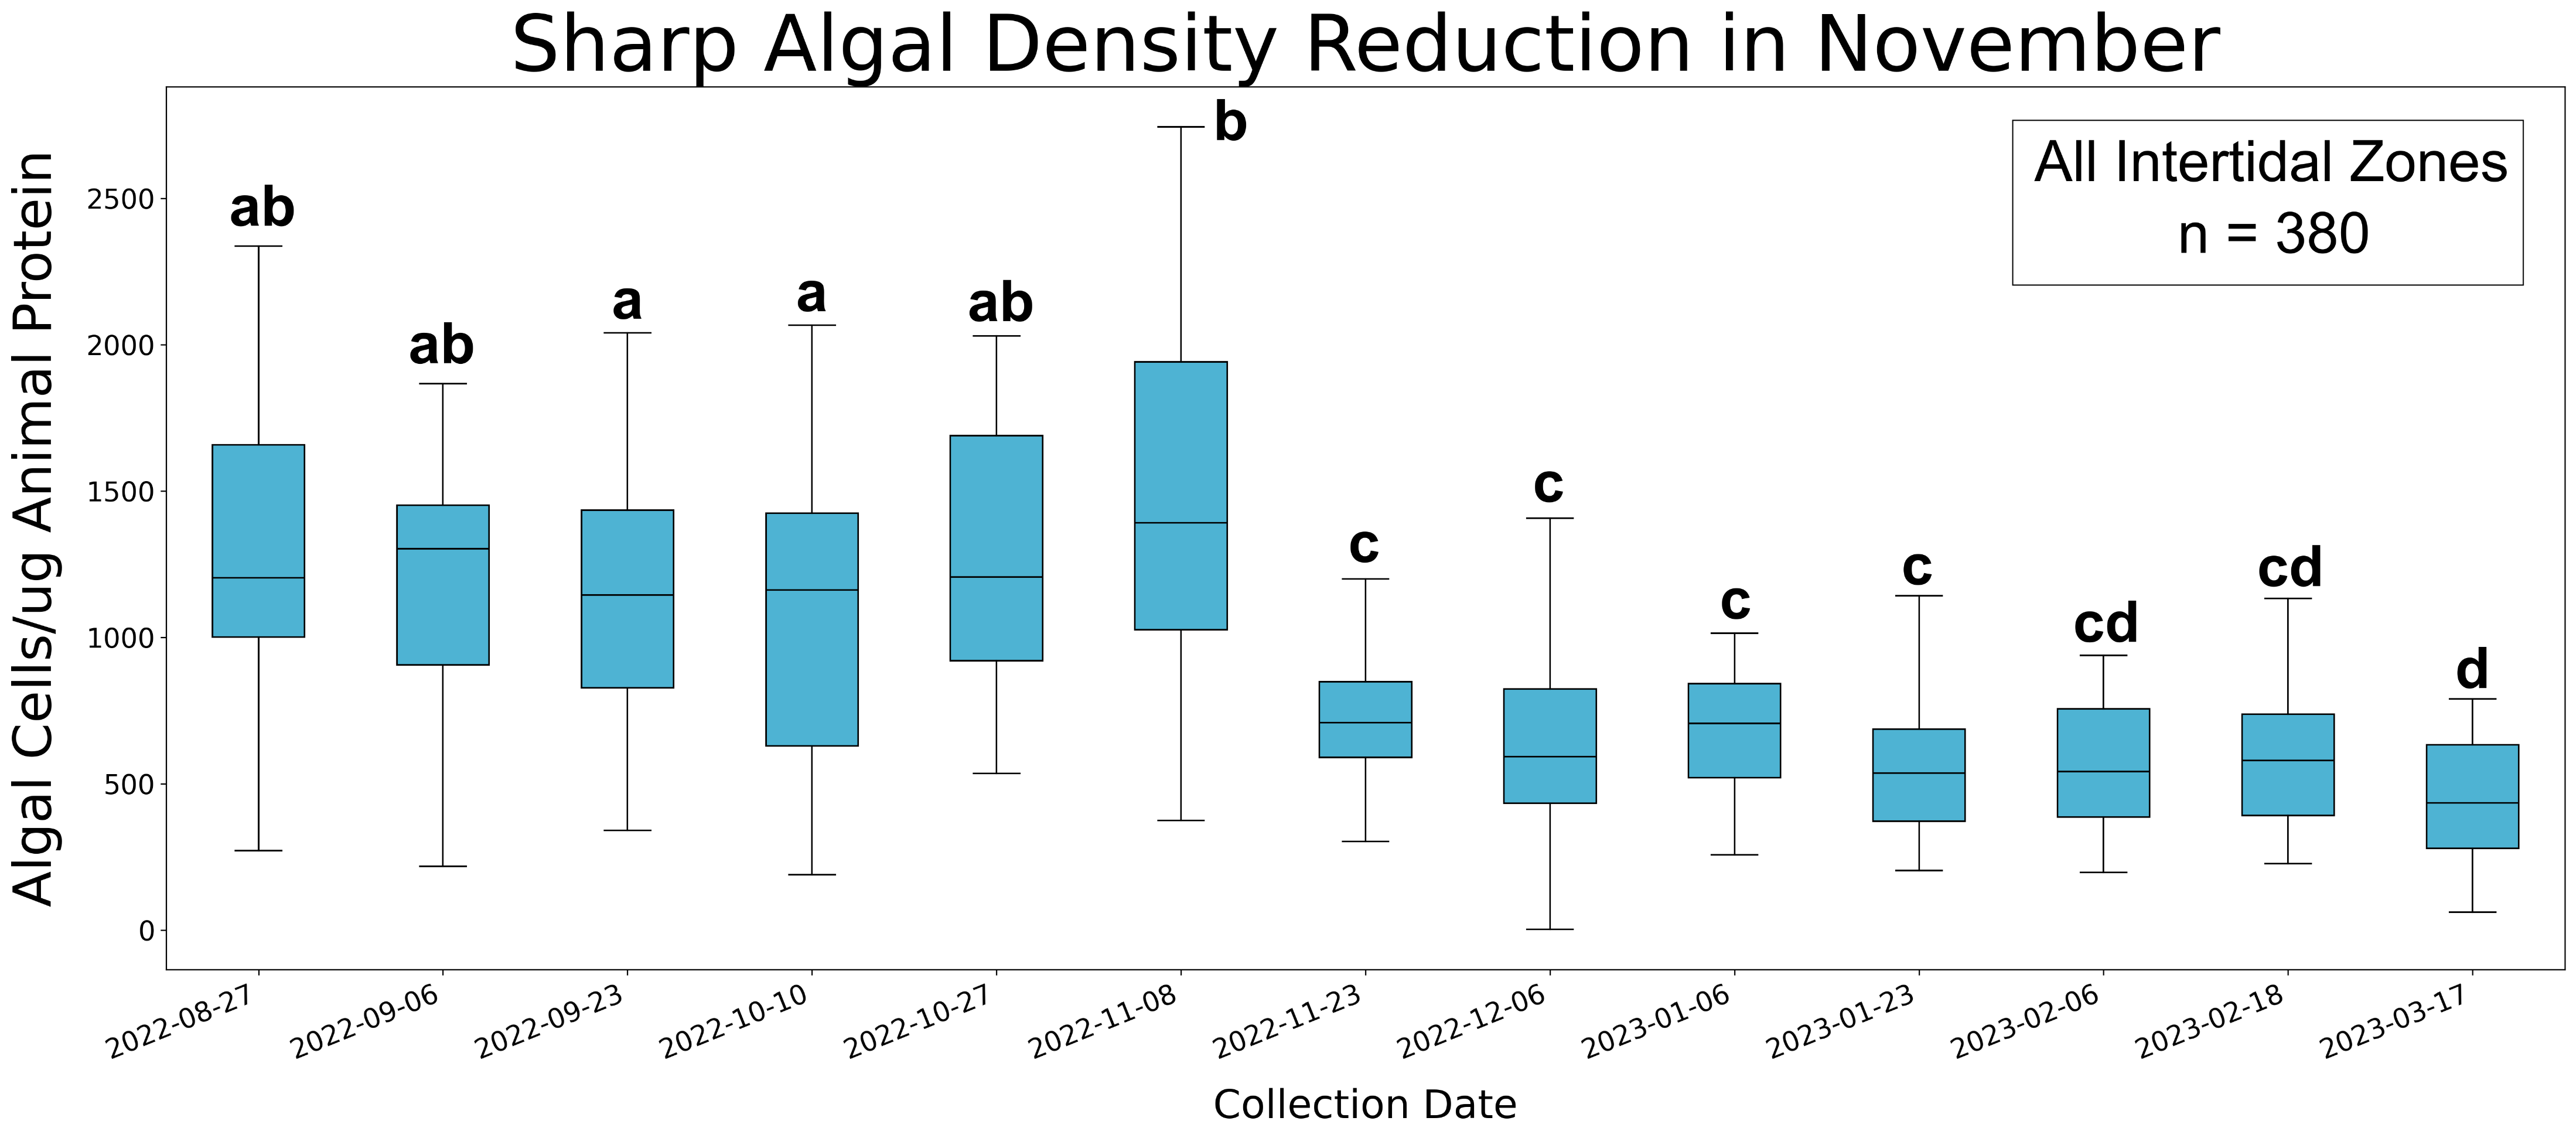 Sharp Algal Density Reduction in November
Algal Cells/ug Animal Protein
2500
2000
1500
1000
500
0
ab
ab
a
a
ab
b
c
c
c
c
cd
cd
d
All Intertidal Zones
n = 380
2022-08-27
2022-09-06
2022-09-23
2022-10-10
2022-10-27
2022-11-08
2022-11-23
2022-12-06
2023-01-06
2023-01-23
2023-02-06
2023-02-18
2023-03-17
Collection Date